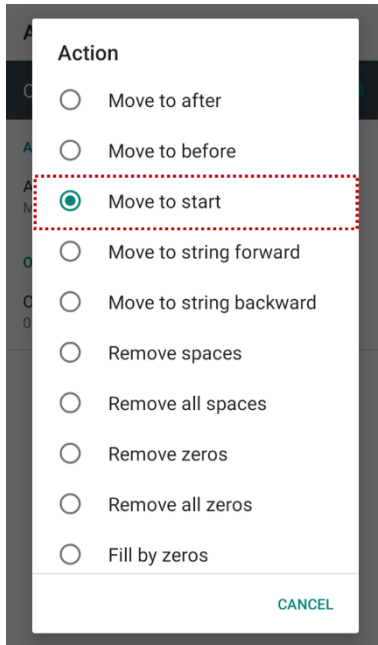 Action
Move to after
Move to before
Move to start
Move to string forward
Move to string backward
Remove spaces
Remove all spaces
Remove zeros
Remove all zeros
Fill by zeros
CANCEL